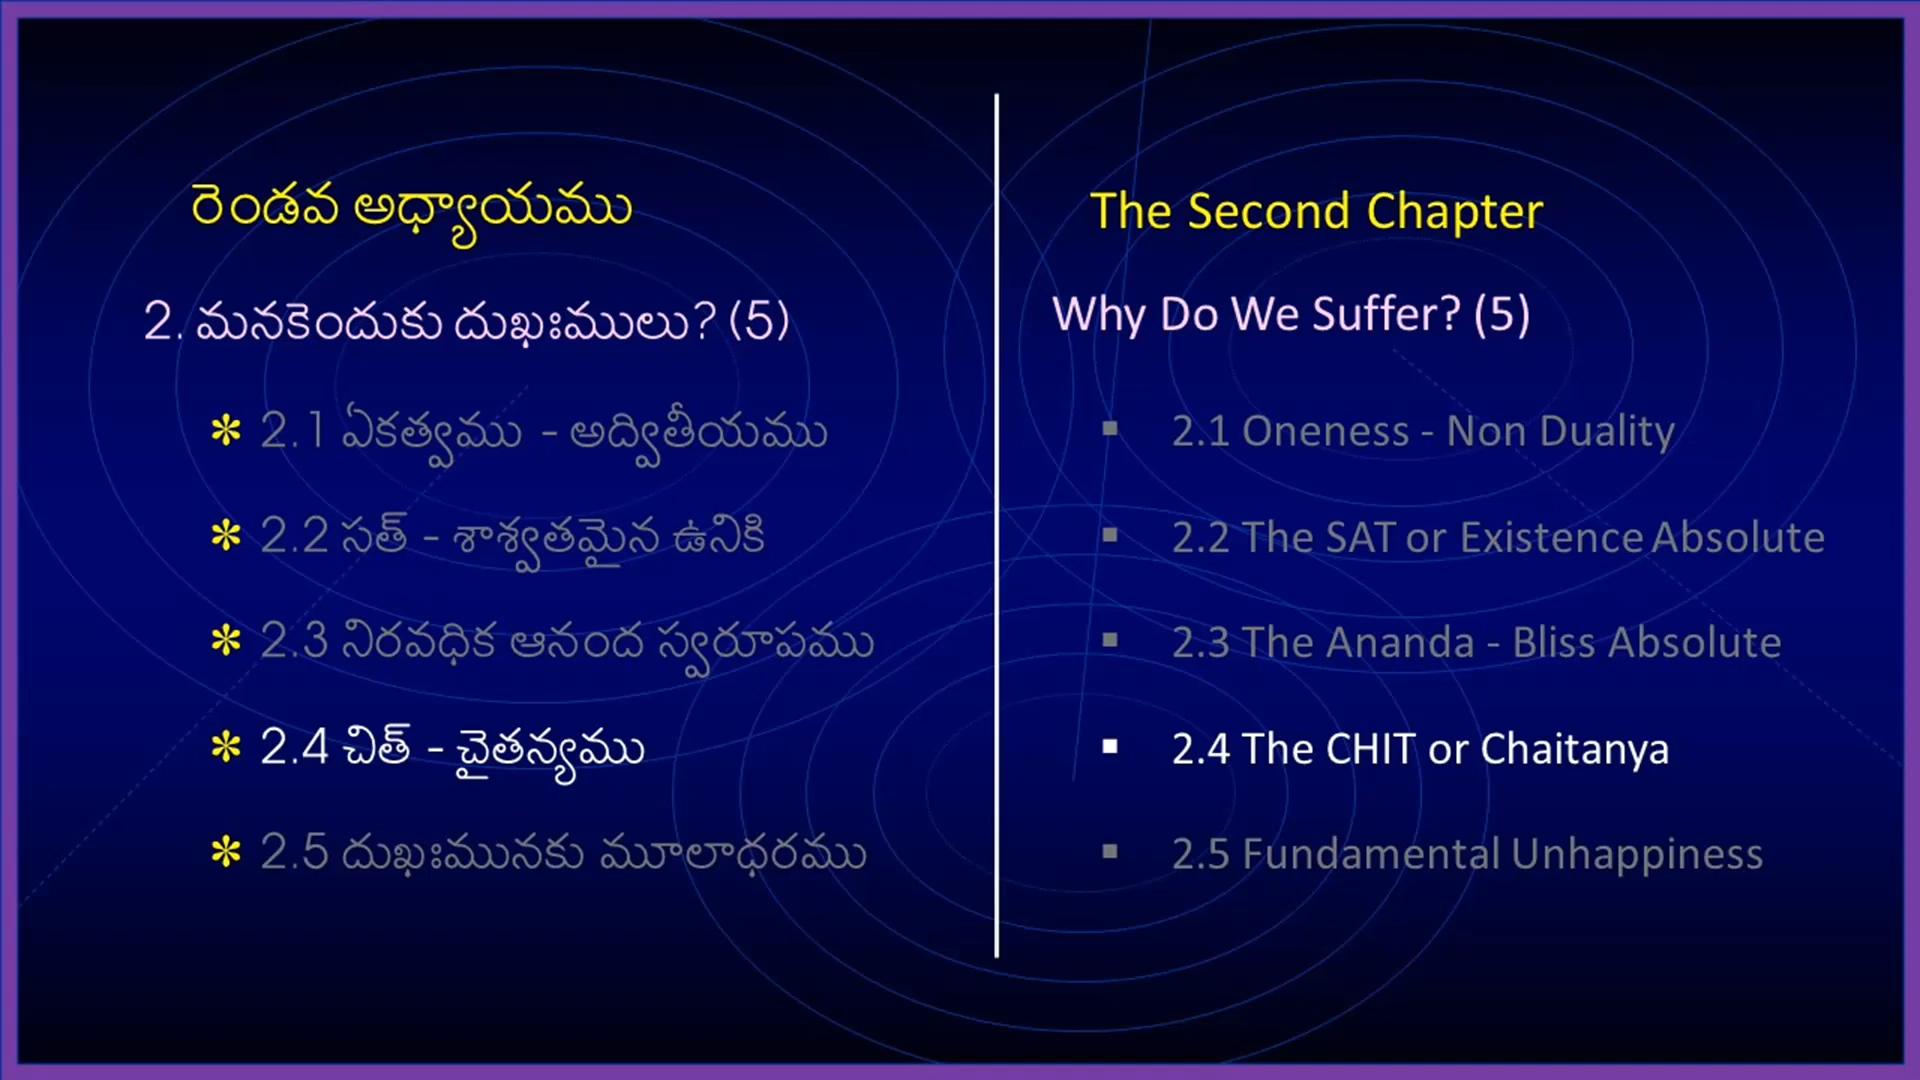 రెండవ అధ్యాయము
2. మనకెందుకు దుఖఃములు? (5)
* 2.1 ఏకత్వము - అద్వితీయము
* 2.2 సత్ - శాశ్వతమైన ఉనికి
* 2.3 నిరవధిక ఆనంద స్వరూపము
* 2.4 చిత్ - చైతన్యము
* 2.5 దుఖఃమునకు మూలాధరము
The Second Chapter
Why Do We Suffer? (5)
▪ 2.1 Oneness - Non Duality
▪ 2.2 The SAT or Existence Absolute
▪ 2.3 The Ananda - Bliss Absolute
▪ 2.4 The CHIT or Chaitanya
▪ 2.5 Fundamental Unhappiness